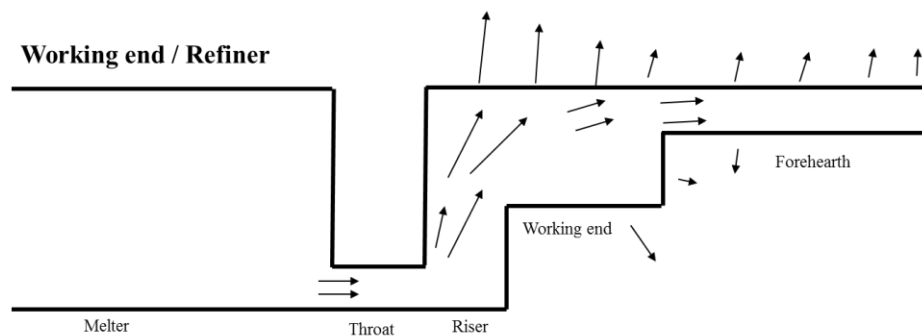 Working end / Refiner
Forehearth
Working end
Melter
Throat
Riser